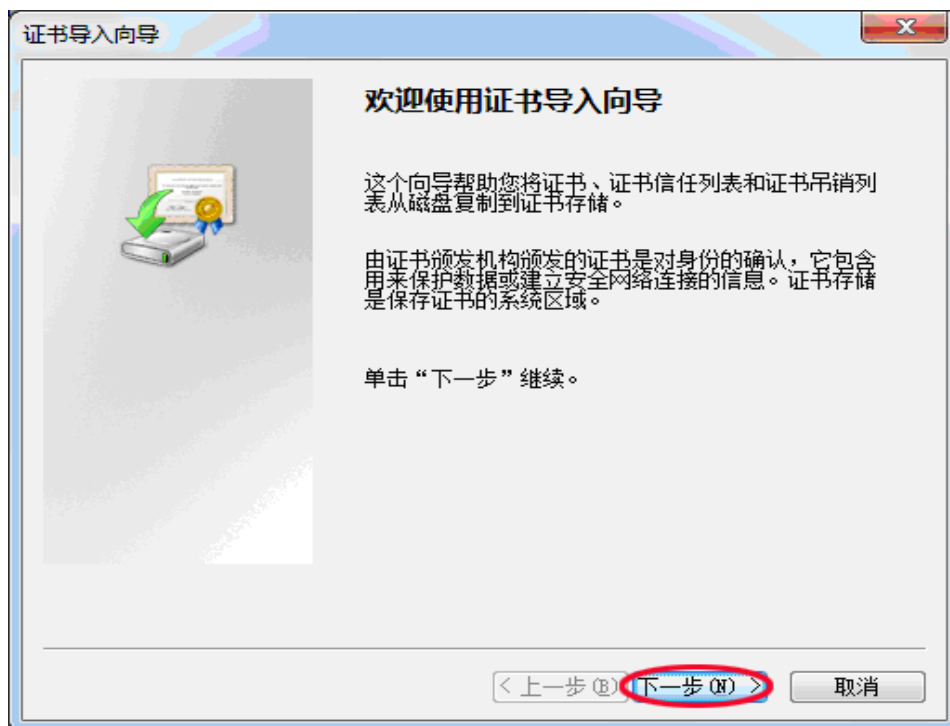 证书导入向导
欢迎使用证书导入向导
这个向导帮助您将证书、证书信任列表和证书吊销列
表从磁盘复制到证书存储。
由证书颁发机构颁发的证书是对身份的确认，它包含
用来保护数据或建立安全网络连接的信息。证书存储
是保存证书的系统区域。
单击“下一步”继续。
< 上一步(B) 下一步(N) > 取消